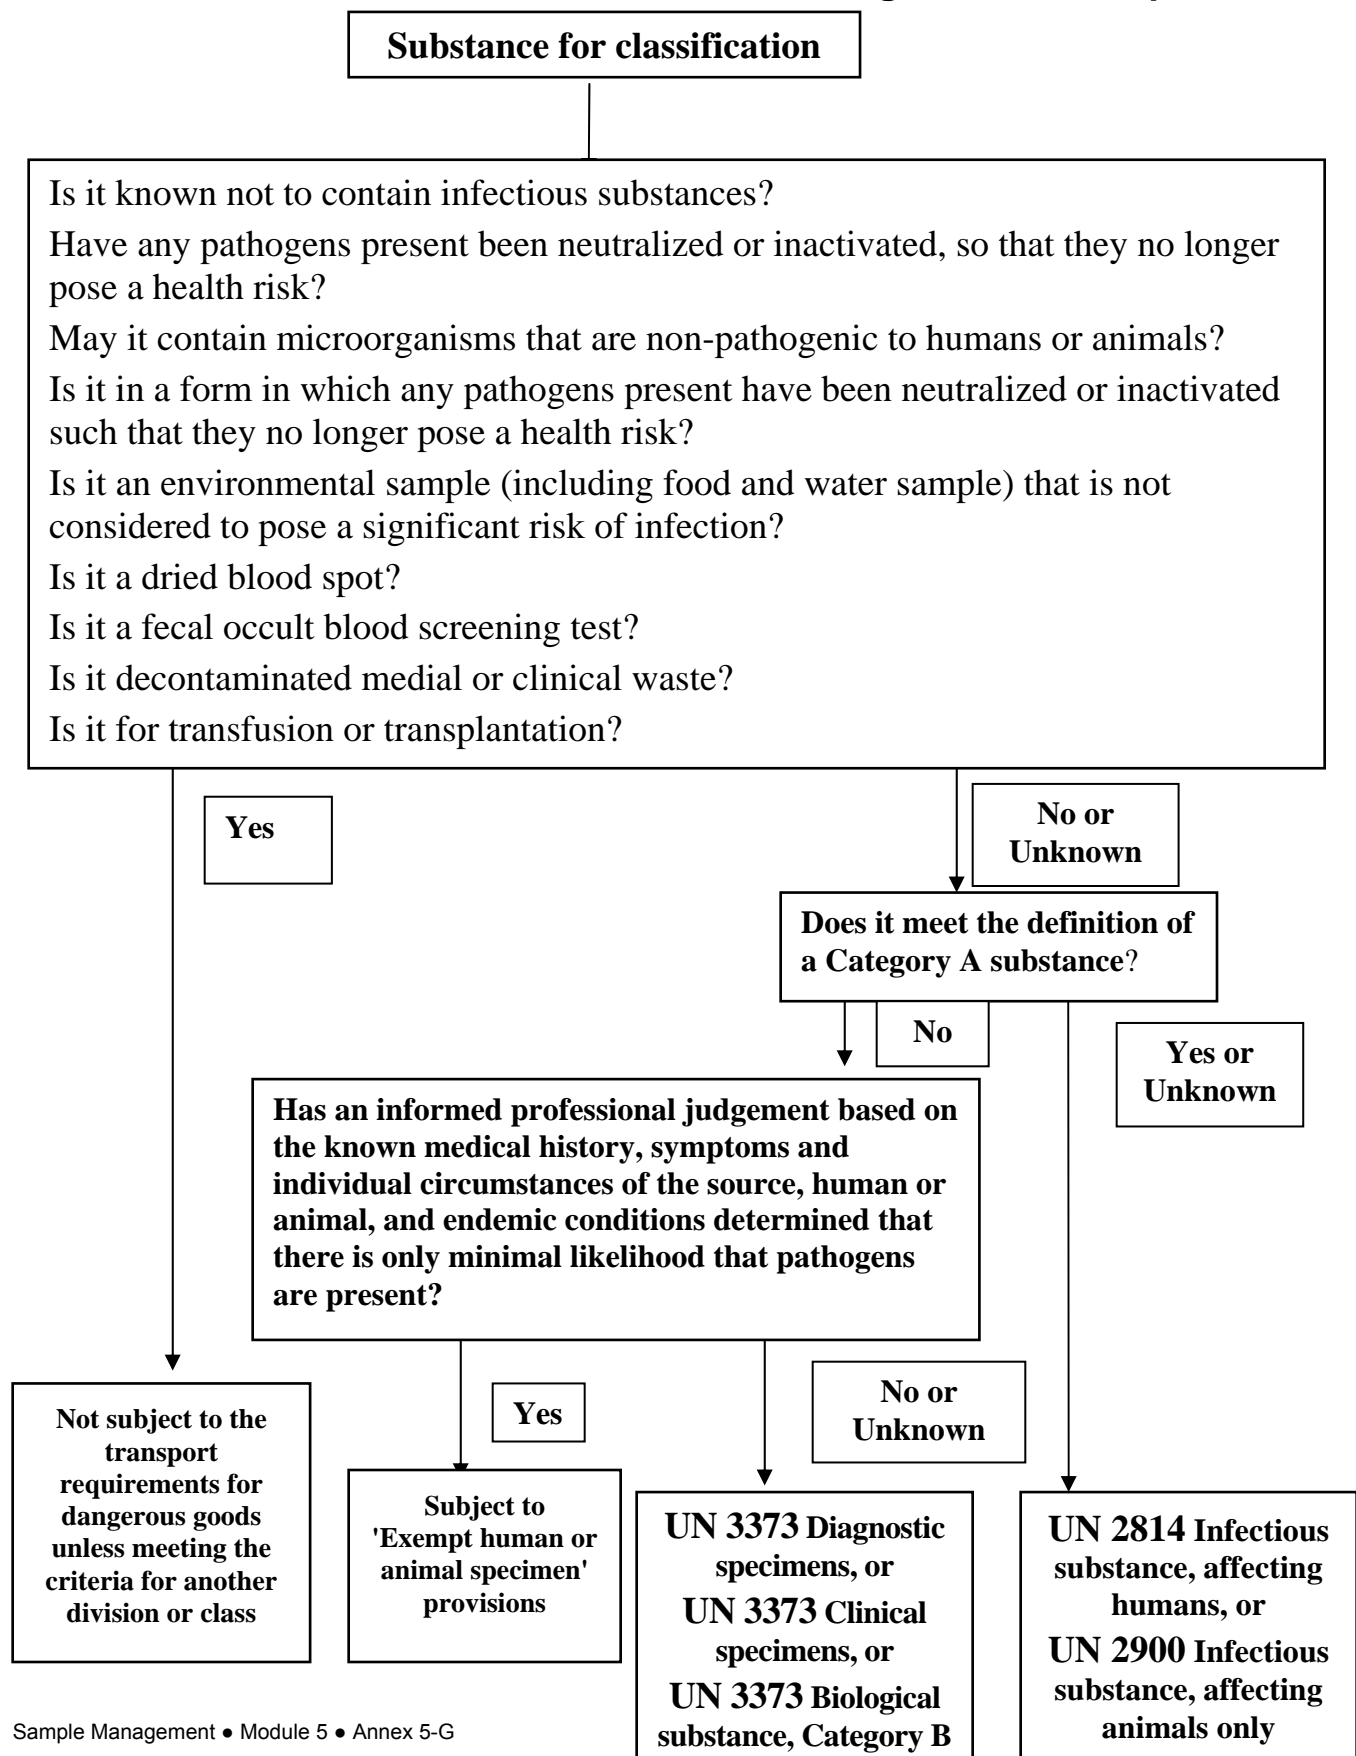 Substance for classification
Is it known not to contain infectious substances?
Have any pathogens present been neutralized or inactivated, so that they no longer
pose a health risk?
May it contain microorganisms that are non-pathogenic to humans or animals?
Is it in a form in which any pathogens present have been neutralized or inactivated
such that they no longer pose a health risk?
Is it an environmental sample (including food and water sample) that is not
considered to pose a significant risk of infection?
Is it a dried blood spot?
Is it a fecal occult blood screening test?
Is it decontaminated medial or clinical waste?
Is it for transfusion or transplantation?
Yes
No or
Unknown
Does it meet the definition of
a Category A substance?
No
Yes or
Unknown
Has an informed professional judgement based on
the known medical history, symptoms and
individual circumstances of the source, human or
animal, and endemic conditions determined that
there is only minimal likelihood that pathogens
are present?
Yes
No or
Unknown
Not subject to the
transport
requirements for
dangerous goods
unless meeting the
criteria for another
division or class
Subject to
'Exempt human or
animal specimen'
provisions
UN 3373 Diagnostic
specimens, or
UN 3373 Clinical
specimens, or
UN 3373 Biological
substance, Category B
UN 2814 Infectious
substance, affecting
humans, or
UN 2900 Infectious
substance, affecting
animals only
Sample Management ● Module 5 ● Annex 5-G